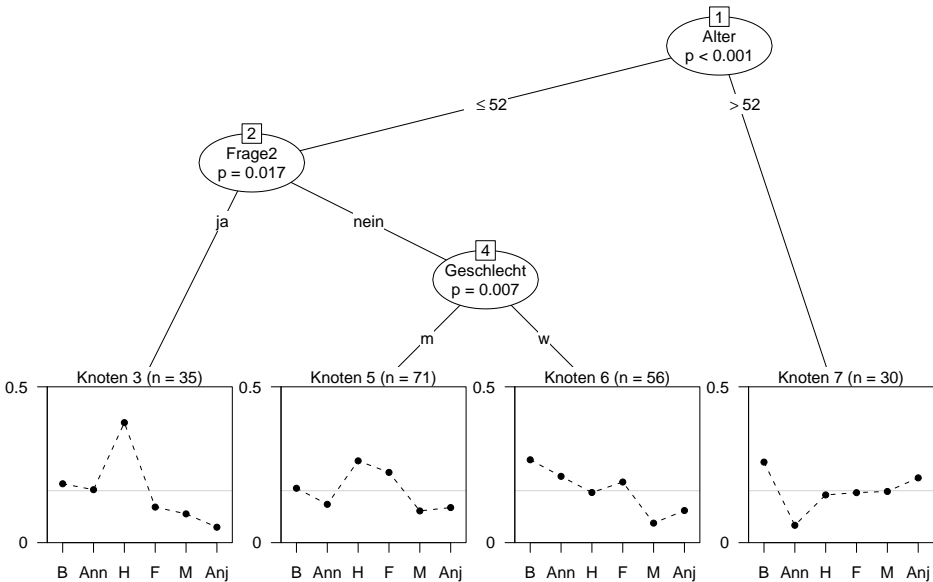 1
Alter
p < 0.001
≤ 52
> 52
2
Frage2
p = 0.017
ja
nein
4
Geschlecht
p = 0.007
m
w
Knoten 3 (n = 35)
0.5
0
B Ann H F M Anj
Knoten 5 (n = 71)
0.5
0
B Ann H F M Anj
Knoten 6 (n = 56)
0.5
0
B Ann H F M Anj
Knoten 7 (n = 30)
0.5
0
B Ann H F M Anj